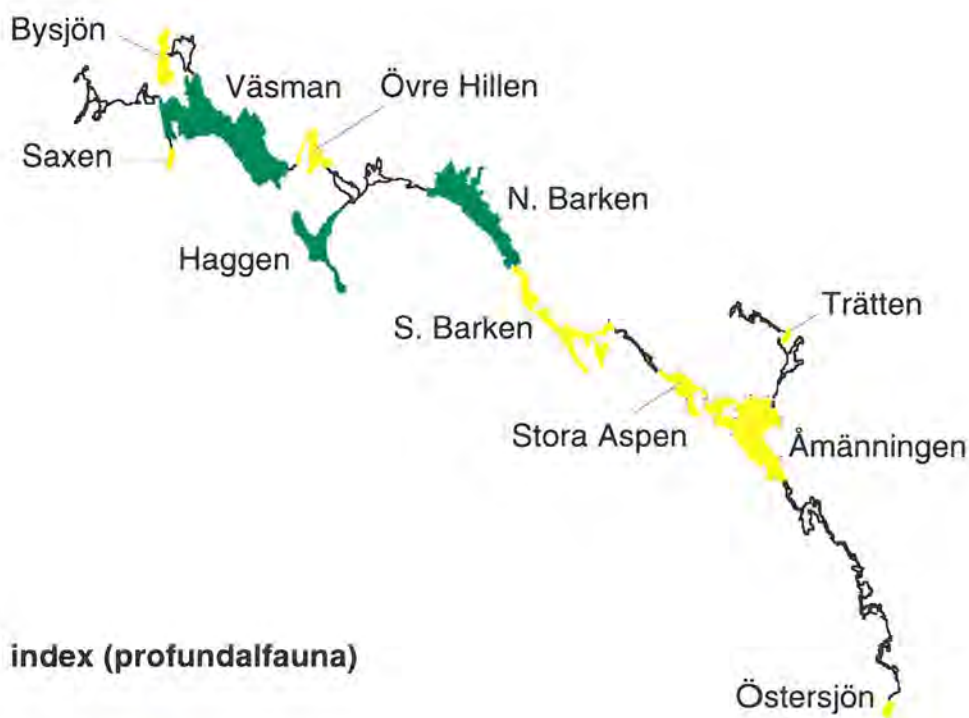 Bysjön
Väsman
Övre Hillen
Saxen
N. Barken
Haggen
Trätten
S. Barken
Stora Aspen
Åmänningen
index (profundalfauna)
Östersjön